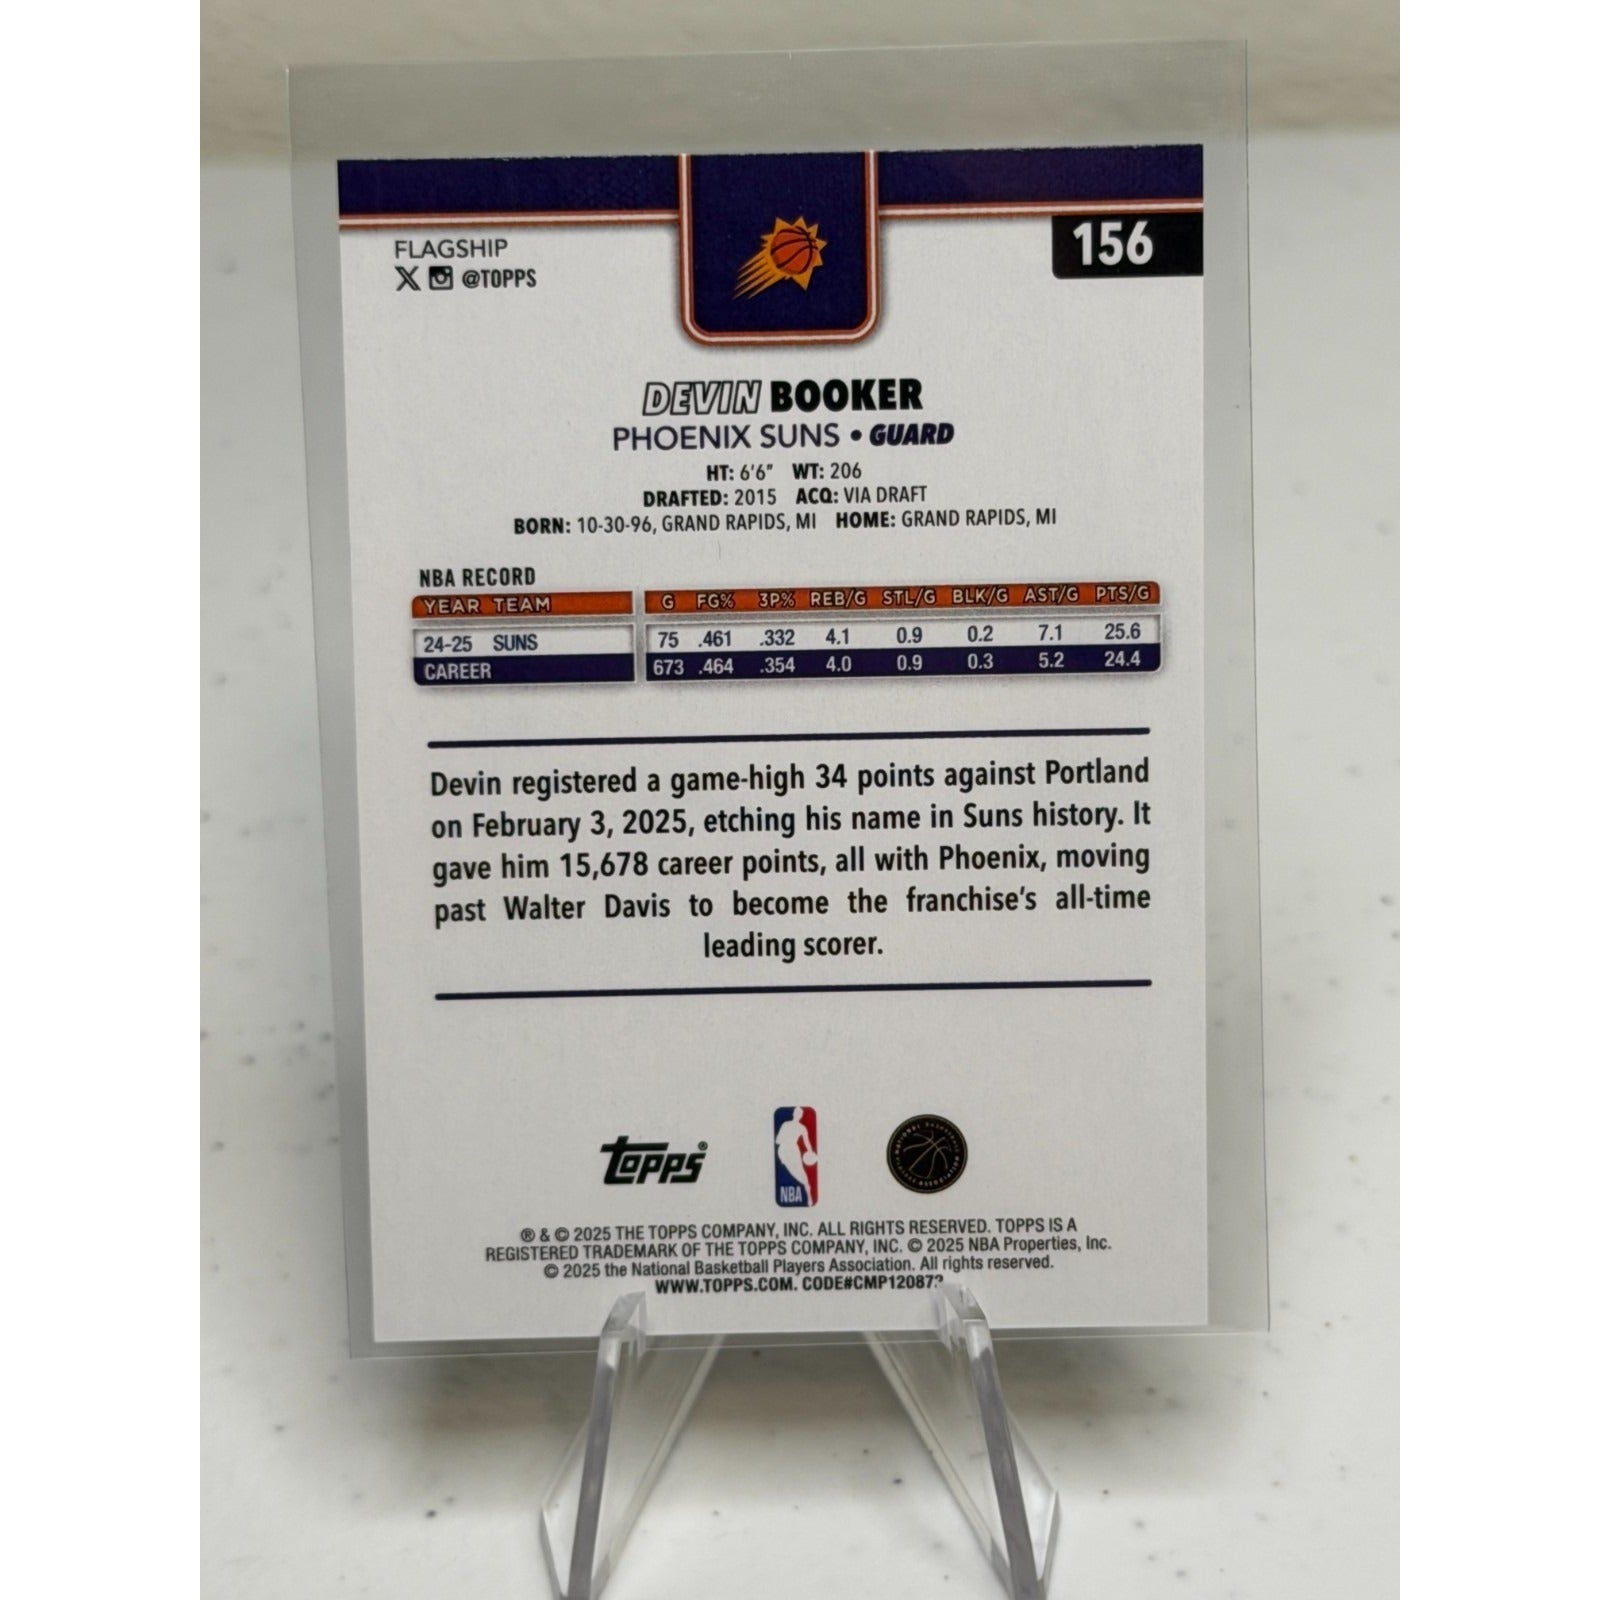 FLAGSHIP
@TOPPS
156
DEVIN BOOKER
PHOENIX SUNS • GUARD
HT: 6'6" WT: 206
DRAFTED: 2015 ACQ: VIA DRAFT
BORN: 10-30-96, GRAND RAPIDS, MI HOME: GRAND RAPIDS, MI
NBA RECORD
YEAR TEAM G FG% 3P% REB/G STL/G BLK/G AST/G PTS/G
24-25 SUNS 75 .461 .332 4.1 0.9 0.2 7.1 25.6
CAREER 673 .464 .354 4.0 0.9 0.3 5.2 24.4
Devin registered a game-high 34 points against Portland
on February 3, 2025, etching his name in Suns history. It
gave him 15,678 career points, all with Phoenix, moving
past Walter Davis to become the franchise's all-time
leading scorer.
Topps®
NBA
NATIONAL BASKETBALL PLAYERS ASSOCIATION
® & © 2025 THE TOPPS COMPANY, INC. ALL RIGHTS RESERVED. TOPPS IS A
REGISTERED TRADEMARK OF THE TOPPS COMPANY, INC. © 2025 NBA Properties, Inc.
© 2025 the National Basketball Players Association. All rights reserved.
WWW.TOPPS.COM.